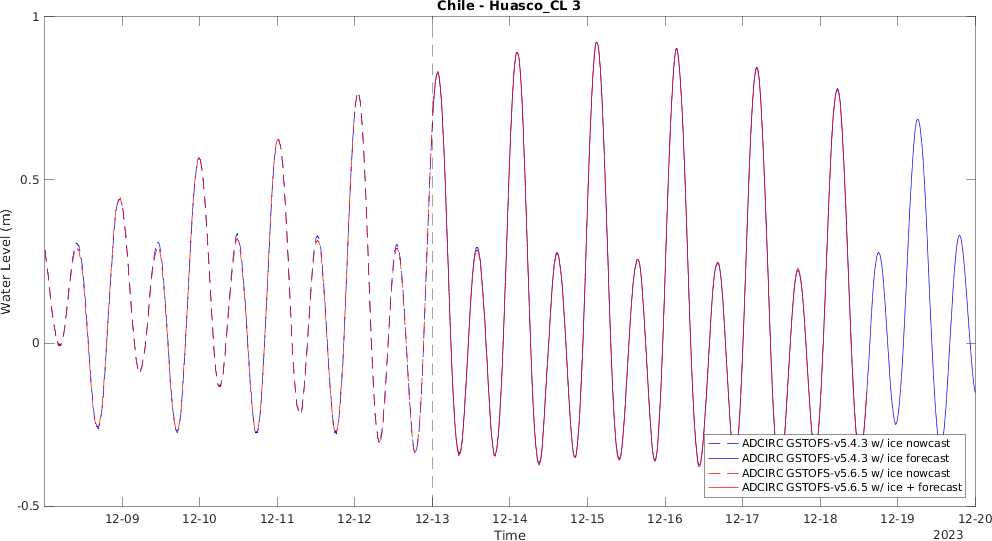 Chile - Huasco_CL 3
1
0.5
0
-0.5
Water Level (m)
ADCIRC GSTOFS-v5.4.3 w/ ice nowcast
ADCIRC GSTOFS-v5.4.3 w/ ice forecast
ADCIRC GSTOFS-v5.6.5 w/ ice nowcast
ADCIRC GSTOFS-v5.6.5 w/ ice + forecast
12-09 12-10 12-11 12-12 12-13 12-14 12-15 12-16 12-17 12-18 12-19 12-20
Time
2023